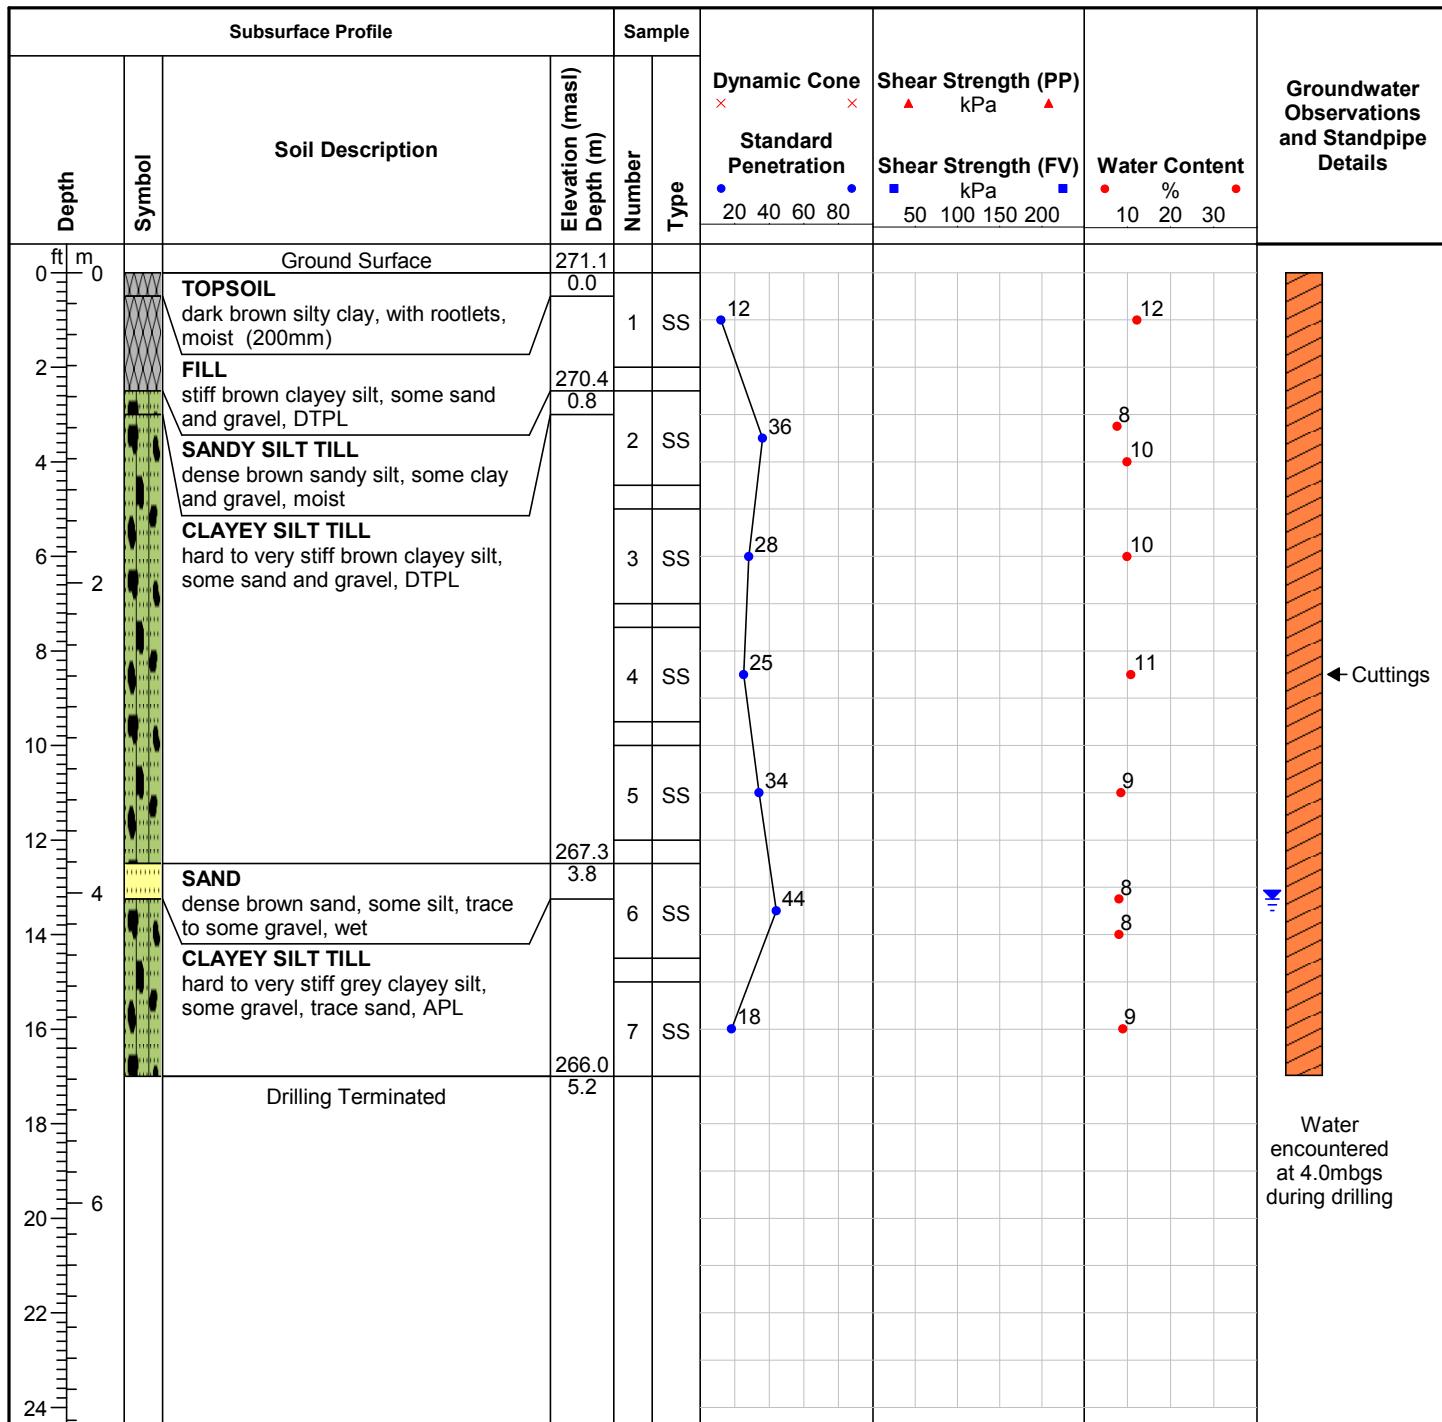 Subsurface Profile
Sample
Depth
Symbol
Soil Description
Elevation (masl)
Depth (m)
Number
Type
Dynamic Cone
Standard
Penetration
20 40 60 80
Shear Strength (PP)
kPa
Shear Strength (FV)
kPa
50 100 150 200
Water Content
%
10 20 30
Groundwater
Observations
and Standpipe
Details
ft m
Ground Surface
271.1
0 0
0.0
TOPSOIL
dark brown silty clay, with rootlets,
moist (200mm)
1 SS
12
12
2
FILL
stiff brown clayey silt, some sand
and gravel, DTPL
270.4
0.8
SANDY SILT TILL
dense brown sandy silt, some clay
and gravel, moist
2 SS
36
8
10
4
CLAYEY SILT TILL
hard to very stiff brown clayey silt,
some sand and gravel, DTPL
3 SS
28
10
6
2
8
4 SS
25
11
Cuttings
10
5 SS
34
9
12
267.3
3.8
SAND
dense brown sand, some silt, trace
to some gravel, wet
4
6 SS
44
8
8
14
CLAYEY SILT TILL
hard to very stiff grey clayey silt,
some gravel, trace sand, APL
7 SS
18
9
16
266.0
5.2
Drilling Terminated
18
Water
encountered
at 4.0mbgs
during drilling
6
20
22
24